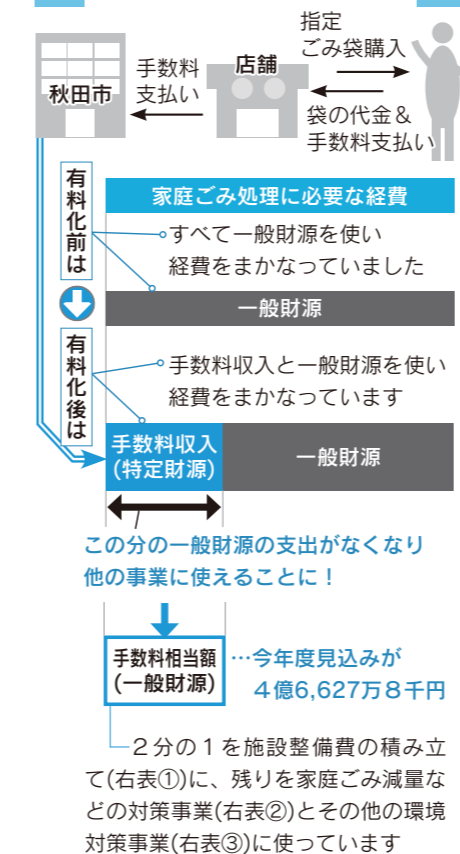 指定
ごみ袋購入
店舗
手数料
支払い
秋田市
袋の代金＆
手数料支払い
有料化前は
家庭ごみ処理に必要な経費
すべて一般財源を使い
経費をまかなっていました
一般財源
有料化後は
手数料収入と一般財源を使い
経費をまかなっています
手数料収入
(特定財源)
一般財源
この分の一般財源の支出がなくなり
他の事業に使えることに！
手数料相当額
(一般財源)
…今年度見込みが
４億6,627万８千円
２分の１を施設整備費の積み立
て(右表①)に、残りを家庭ごみ減量な
どの対策事業(右表②)とその他の環境
対策事業(右表③)に使っています